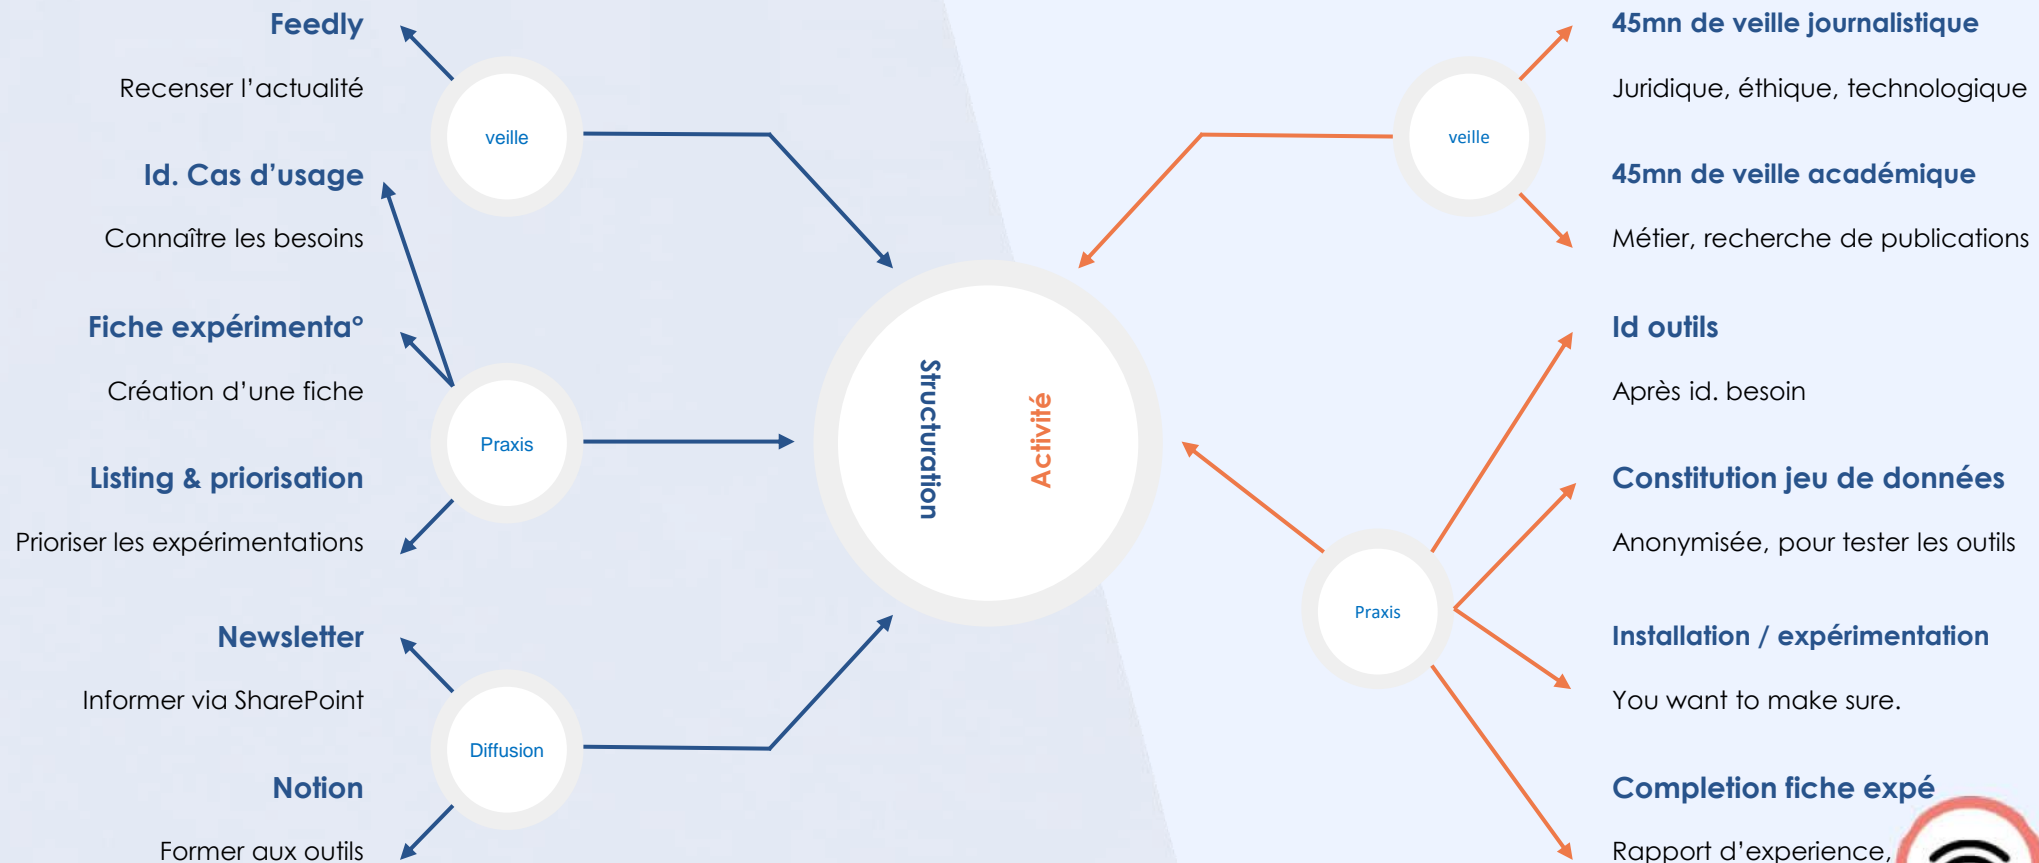 Feedly
Recenser l'actualité
Id. Cas d'usage
Connaître les besoins
Fiche expérimenta°
Création d'une fiche
Listing & priorisation
Prioriser les expérimentations
Newsletter
Informer via SharePoint
Notion
Former aux outils
veille
Praxis
Diffusion
Structuration
Activité
veille
Praxis
45mn de veille journalistique
Juridique, éthique, technologique
45mn de veille académique
Métier, recherche de publications
Id outils
Après id. besoin
Constitution jeu de données
Anonymisée, pour tester les outils
Installation / expérimentation
You want to make sure.
Completion fiche expé
Rapport d'experience,